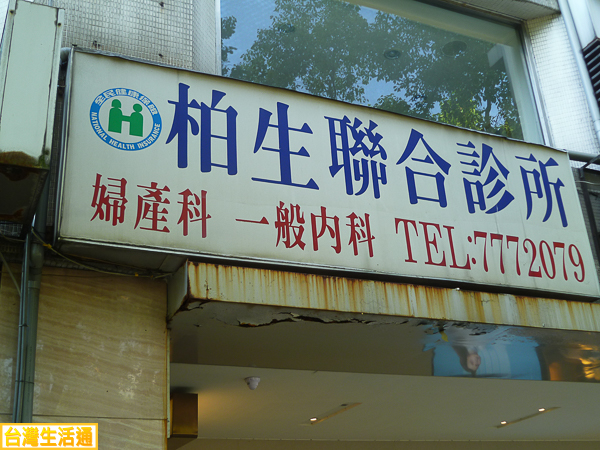 全民健康保險
NATIONAL HEALTH INSURANCE
柏生聯合診所
婦產科 一般內科 TEL:7772079
台灣生活通